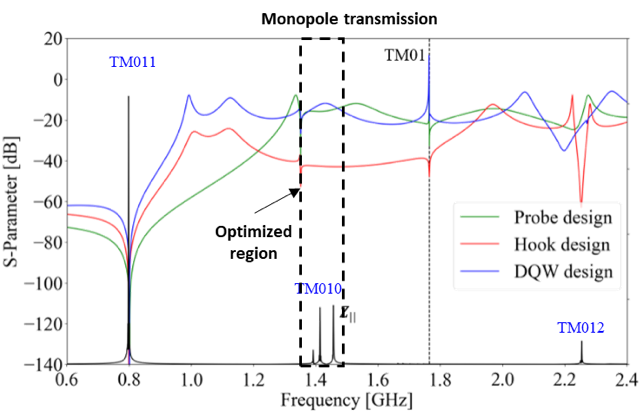 Monopole transmission
20
0
−20
−40
−60
−80
−100
−120
−140
S-Parameter [dB]
TM011
TM01
Optimized
region
Probe design
Hook design
DQW design
TM010
Z||
TM012
0.6 0.8 1.0 1.2 1.4 1.6 1.8 2.0 2.2 2.4
Frequency [GHz]